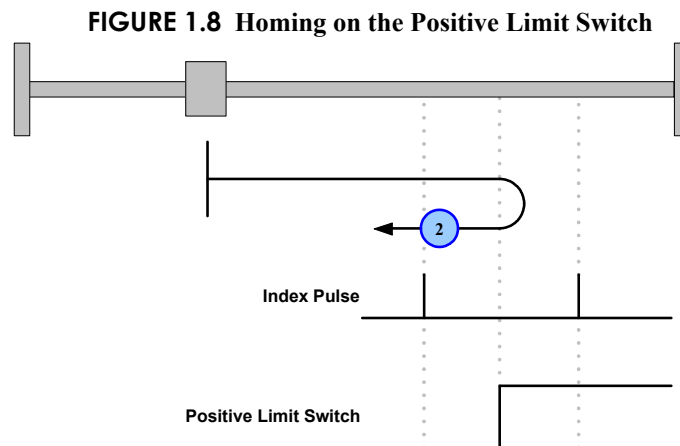 FIGURE 1.8 Homing on the Positive Limit Switch
2
Index Pulse
Positive Limit Switch